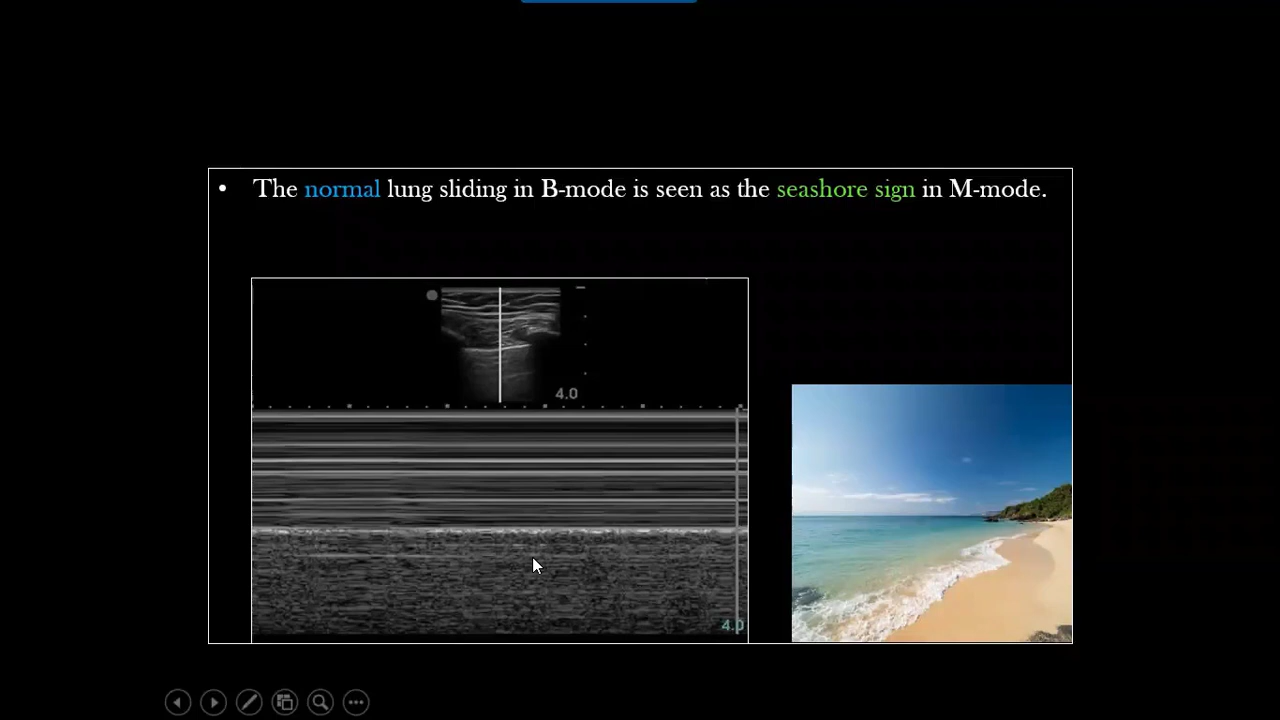 • The normal lung sliding in B-mode is seen as the seashore sign in M-mode.
4.0
4.0